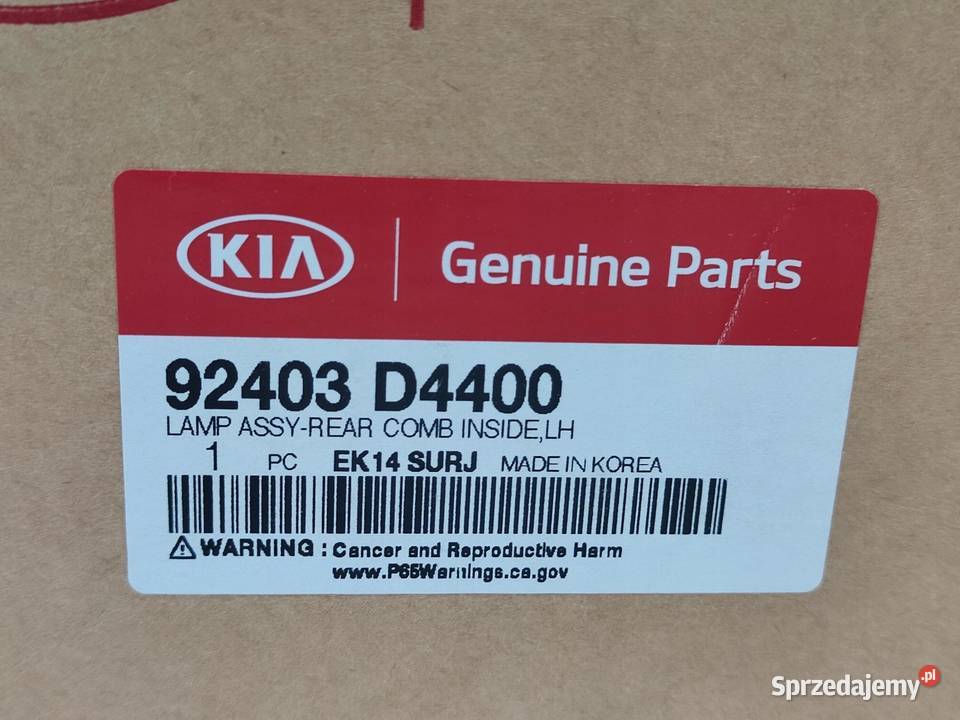 KIA
Genuine Parts
92403 D4400
LAMP ASSY-REAR COMB INSIDE,LH
1 PC EK14 SURJ MADE IN KOREA
WARNING : Cancer and Reproductive Harm
www.P65Warnings.ca.gov
Sprzedajemy.pl